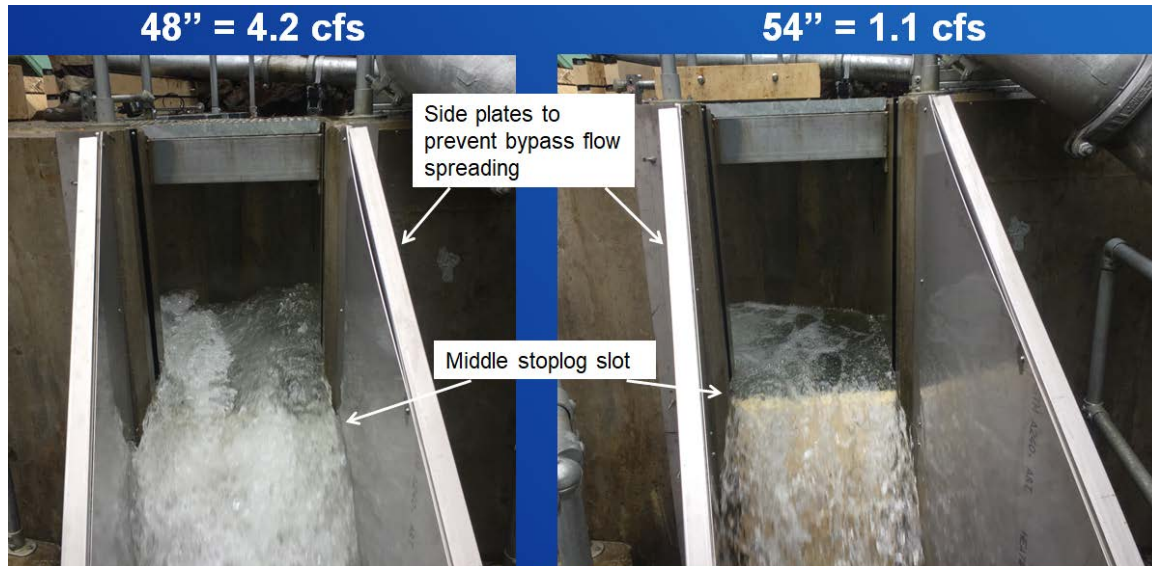 48” = 4.2 cfs
54” = 1.1 cfs
Side plates to
prevent bypass flow
spreading
Middle stoplog slot